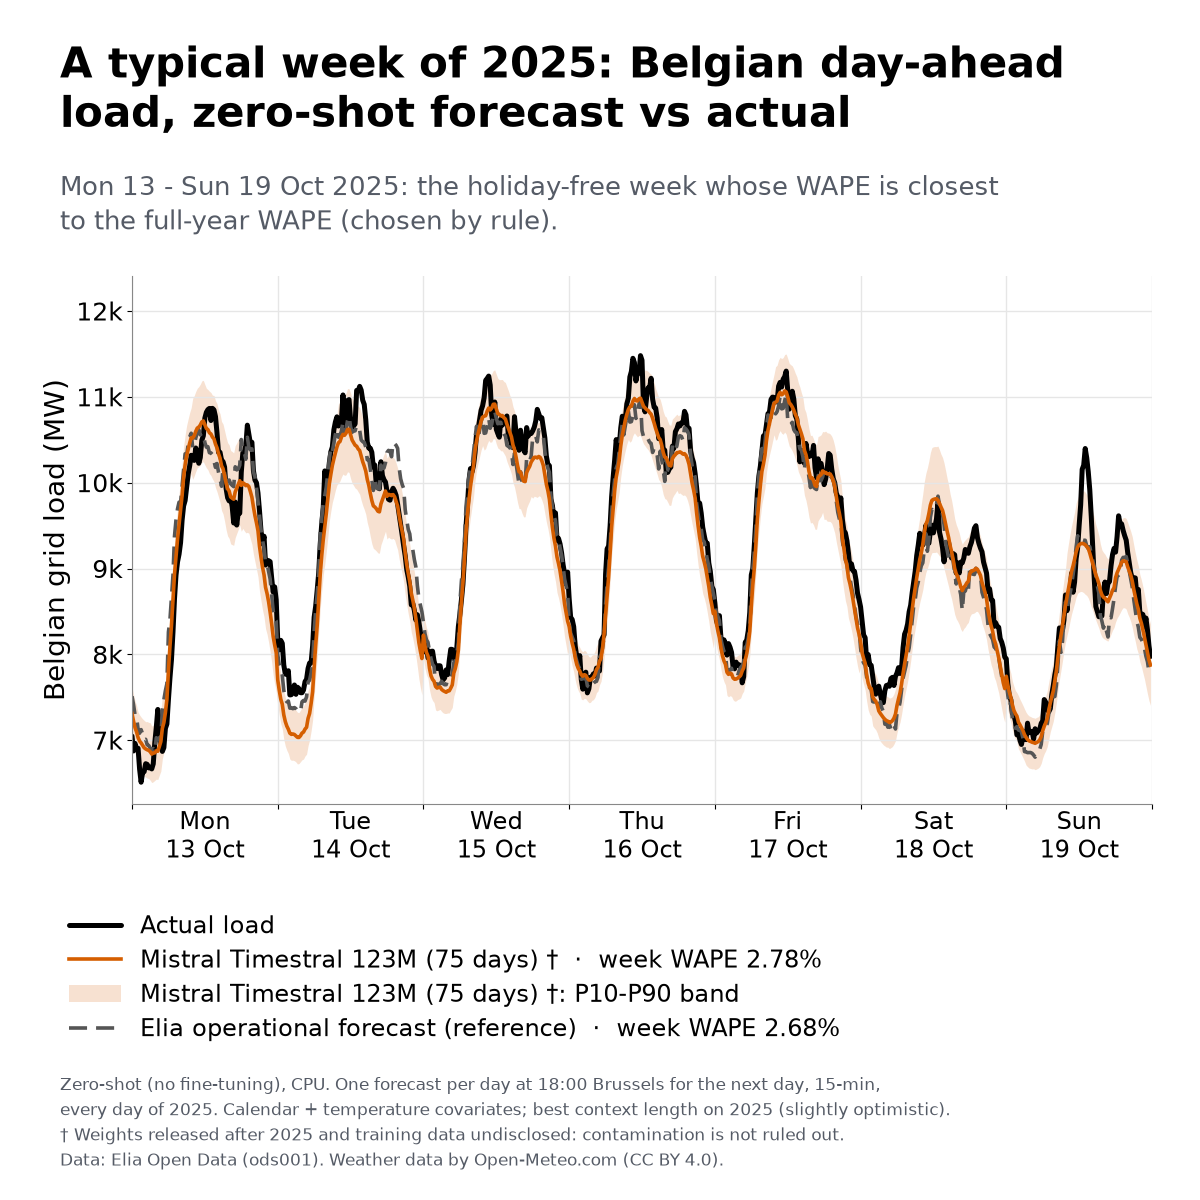 A typical week of 2025: Belgian day-ahead
load, zero-shot forecast vs actual
Mon 13 - Sun 19 Oct 2025: the holiday-free week whose WAPE is closest
to the full-year WAPE (chosen by rule).
Belgian grid load (MW)
12k
11k
10k
9k
8k
7k
Mon
13 Oct
Tue
14 Oct
Wed
15 Oct
Thu
16 Oct
Fri
17 Oct
Sat
18 Oct
Sun
19 Oct
Actual load
Mistral Timestral 123M (75 days) † · week WAPE 2.78%
Mistral Timestral 123M (75 days) †: P10-P90 band
Elia operational forecast (reference) · week WAPE 2.68%
Zero-shot (no fine-tuning), CPU. One forecast per day at 18:00 Brussels for the next day, 15-min,
every day of 2025. Calendar + temperature covariates; best context length on 2025 (slightly optimistic).
† Weights released after 2025 and training data undisclosed: contamination is not ruled out.
Data: Elia Open Data (ods001). Weather data by Open-Meteo.com (CC BY 4.0).